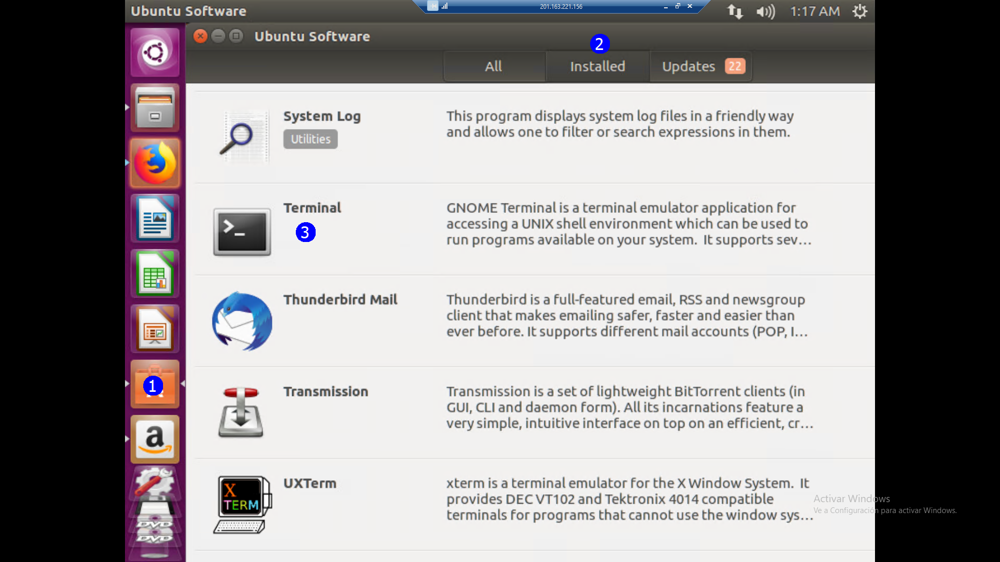 Ubuntu Software
201.163.221.156
1:17 AM
Ubuntu Software
2
All
Installed
Updates 22
System Log
Utilities
This program displays system log files in a friendly way
and allows one to filter or search expressions in them.
Terminal
3
>_
GNOME Terminal is a terminal emulator application for
accessing a UNIX shell environment which can be used to
run programs available on your system. It supports sev...
Thunderbird Mail
Thunderbird is a full-featured email, RSS and newsgroup
client that makes emailing safer, faster and easier than
ever before. It supports different mail accounts (POP, I...
1
Transmission
Transmission is a set of lightweight BitTorrent clients (in
GUI, CLI and daemon form). All its incarnations feature a
very simple, intuitive interface on top on an efficient, cr...
a
UXTerm
X
TERM
xterm is a terminal emulator for the X Window System. It
provides DEC VT102 and Tektronix 4014 compatible
terminals for programs that cannot use the window sys...
DVD
DVD
Activar Windows
Ve a Configuración para activar Windows.